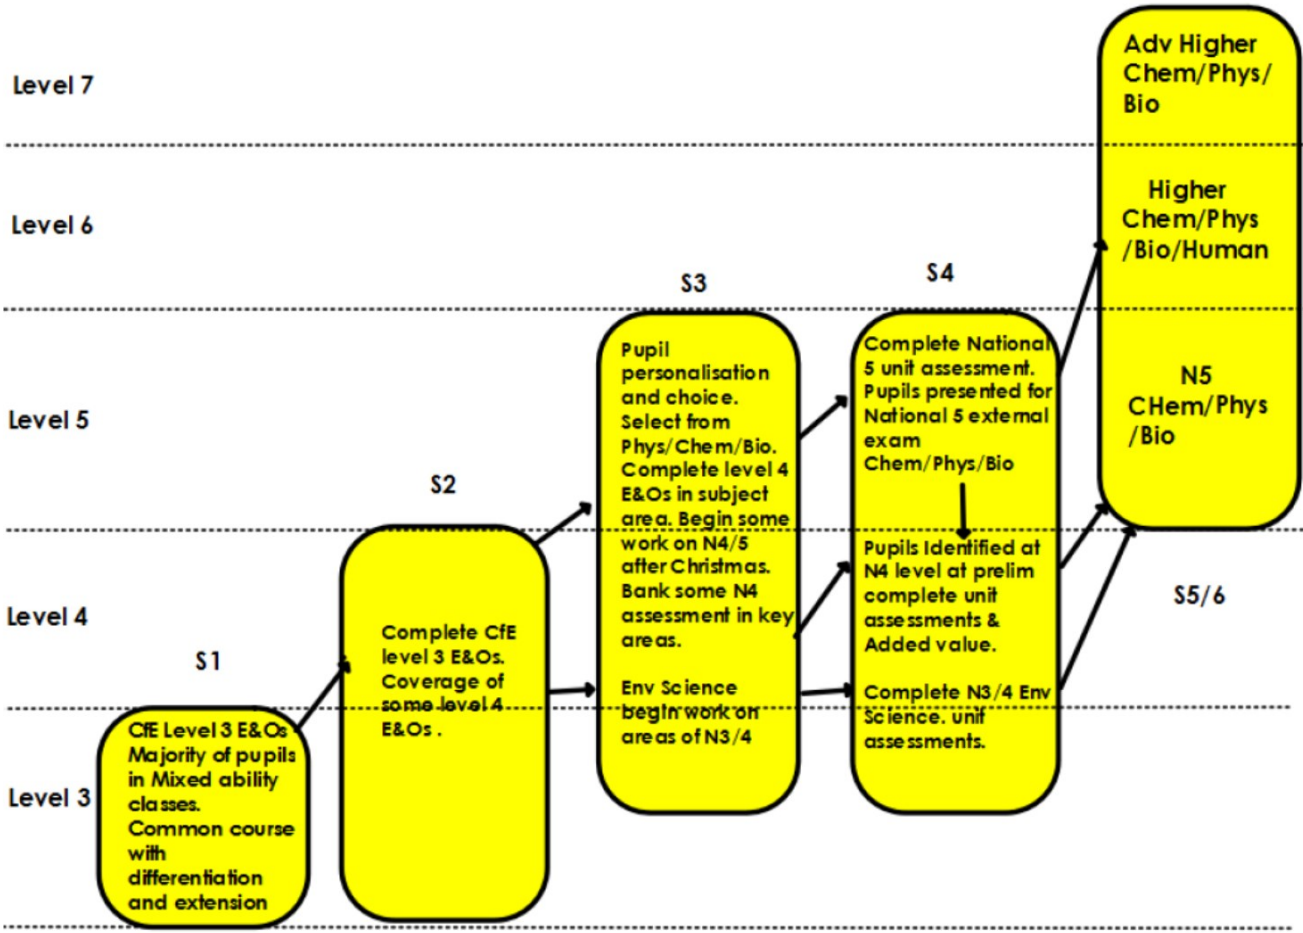 Level 7
Level 6
Level 5
Level 4
Level 3
S1
CfE Level 3 E&Os
Majority of pupils
in Mixed ability
classes.
Common course
with
differentiation
and extension
S2
Complete CfE
level 3 E&Os.
Coverage of
some level 4
E&Os .
S3
Pupil
personalisation
and choice.
Select from
Phys/Chem/Bio.
Complete level 4
E&Os in subject
area. Begin some
work on N4/5
after Christmas.
Bank some N4
assessment in key
areas.
Env Science
begin work on
areas of N3/4
S4
Complete National
5 unit assessment.
Pupils presented for
National 5 external
exam
Chem/Phys/Bio
Pupils Identified at
N4 level at prelim
complete unit
assessments &
Added value.
Complete N3/4 Env
Science. unit
assessments.
Adv Higher
Chem/Phys/
Bio
Higher
Chem/Phys
/Bio/Human
N5
CHem/Phys
/Bio
S5/6